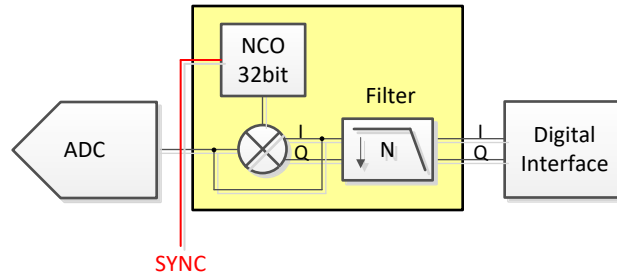 NCO
32bit
Filter
ADC
I
Q
N
I
Q
Digital
Interface
SYNC